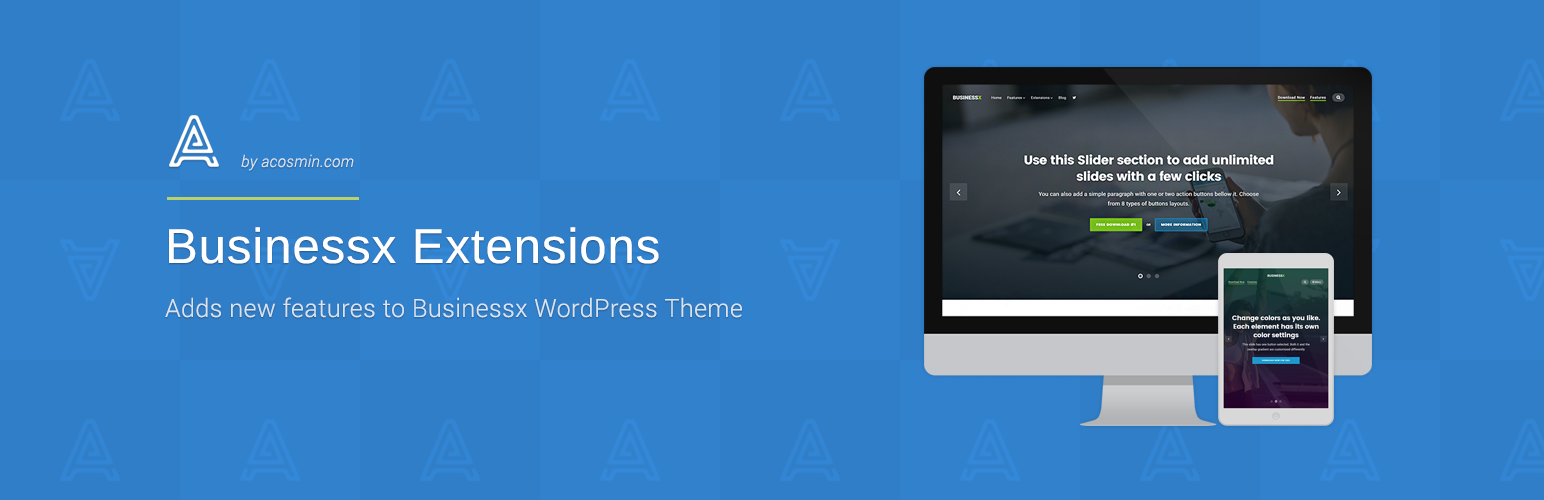 by acosmin.com
Businessx Extensions
Adds new features to Businessx WordPress Theme
BUSINESSX Home Features Extensions Blog Download Now Features
Use this Slider section to add unlimited
slides with a few clicks
You can also add a simple paragraph with one or two action buttons bellow it. Choose
from 8 types of buttons layouts.
FREE DOWNLOAD or MORE INFORMATION
BUSINESSX
Download Now Features
Change colors as you like.
Each element has its own
color settings